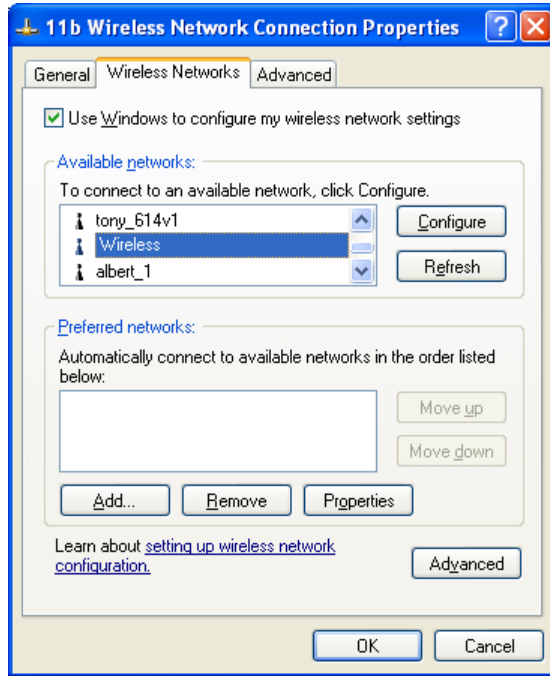 11b Wireless Network Connection Properties
General Wireless Networks Advanced
Use Windows to configure my wireless network settings
Available networks:
To connect to an available network, click Configure.
tony_614v1
Wireless
albert_1
Configure
Refresh
Preferred networks:
Automatically connect to available networks in the order listed
below:
Move up
Move down
Add... Remove Properties
Learn about setting up wireless network
configuration.
Advanced
OK Cancel